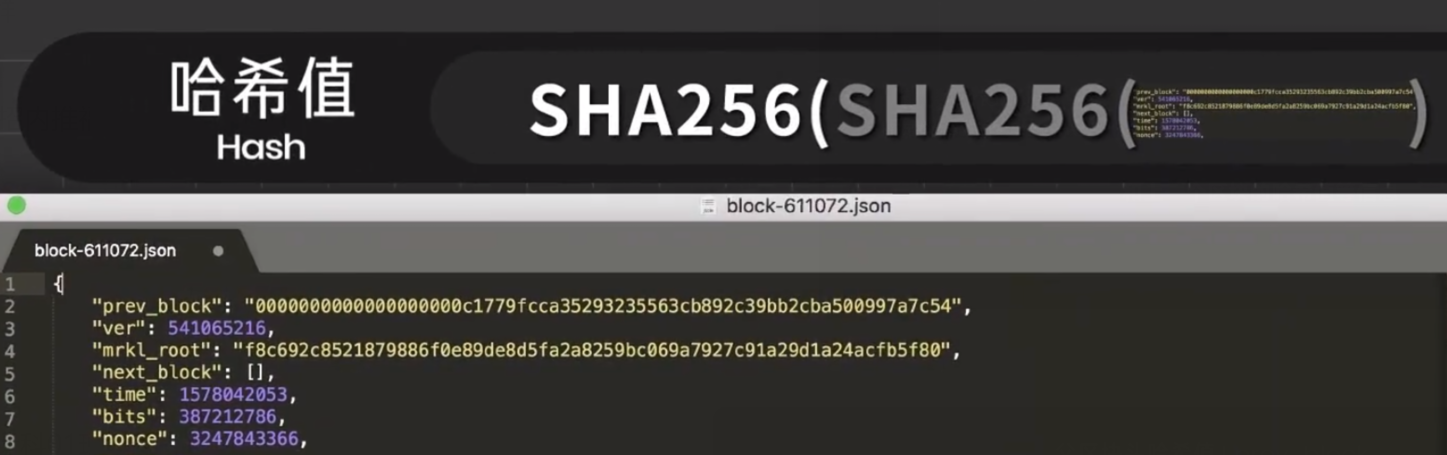 哈希值
Hash
SHA256(SHA256(
"prev_block": "0000000000000000000c1779fcca35293235563cb892c39bb2cba500997a7c54
"ver": 541065216,
"mrkl_root": "f8c692c8521879886f0e89de8d5fa2a8259bc069a7927c91a29d1a24acfb5f80",
"next_block": [],
"time": 1578042053,
"bits": 387212786,
"nonce": 3247843366,
)
block-611072.json
block-611072.json
1 {
2 "prev_block": "0000000000000000000c1779fcca35293235563cb892c39bb2cba500997a7c54",
3 "ver": 541065216,
4 "mrkl_root": "f8c692c8521879886f0e89de8d5fa2a8259bc069a7927c91a29d1a24acfb5f80",
5 "next_block": [],
6 "time": 1578042053,
7 "bits": 387212786,
8 "nonce": 3247843366,